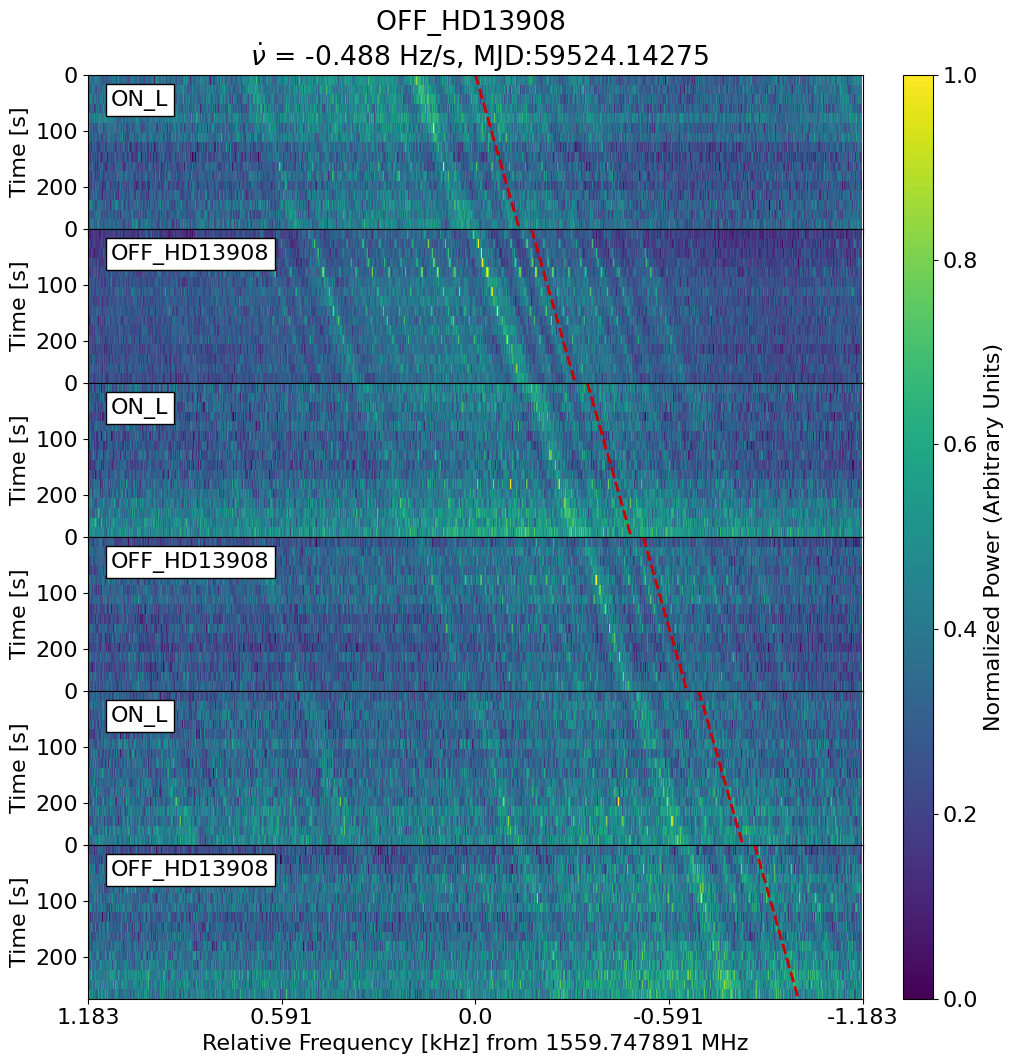 OFF_HD13908
ν̇ = -0.488 Hz/s, MJD:59524.14275
ON_L
OFF_HD13908
ON_L
OFF_HD13908
ON_L
OFF_HD13908
Time [s]
0
100
200
Time [s]
0
100
200
Time [s]
0
100
200
Time [s]
0
100
200
Time [s]
0
100
200
Time [s]
0
100
200
1.183 0.591 0.0 -0.591 -1.183
Relative Frequency [kHz] from 1559.747891 MHz
1.0
0.8
0.6
0.4
0.2
0.0
Normalized Power (Arbitrary Units)